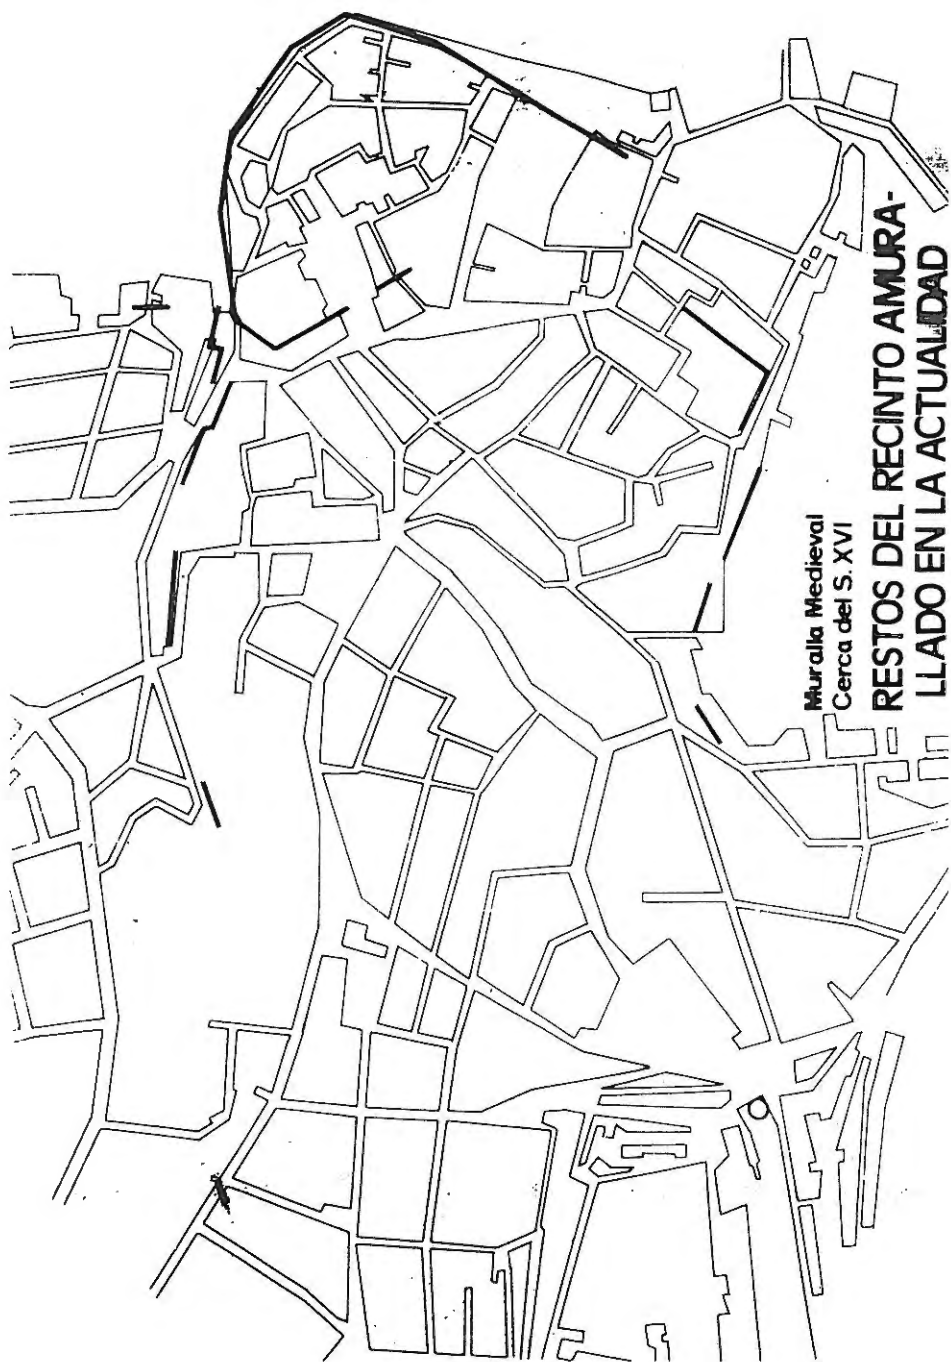 Muralla Medieval
Cerca del S. XVI
RESTOS DEL RECINTO AMURA-
LLADO EN LA ACTUALIDAD